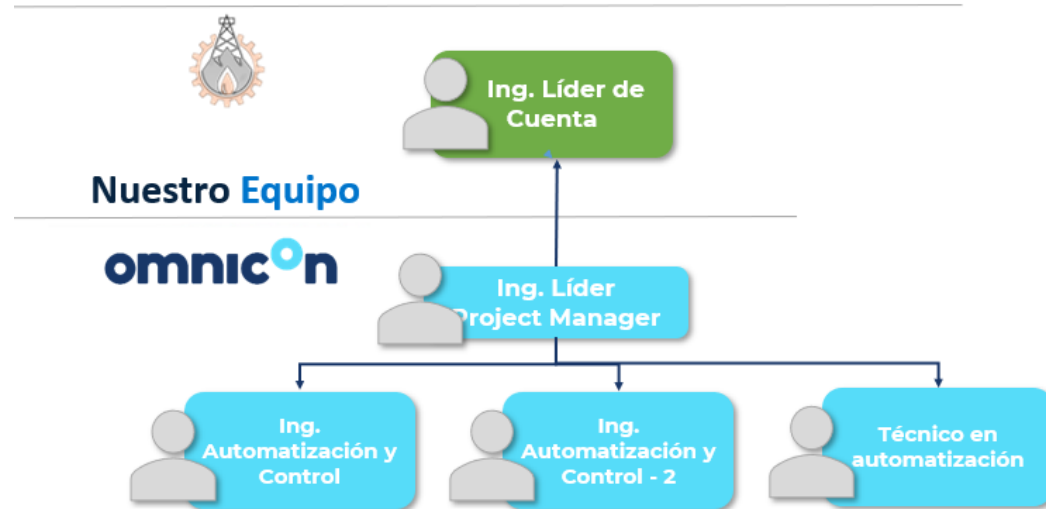 Ing. Líder de
Cuenta
Nuestro Equipo
omnicon
Ing. Líder
Project Manager
Ing.
Automatización y
Control
Ing.
Automatización y
Control - 2
Técnico en
automatización